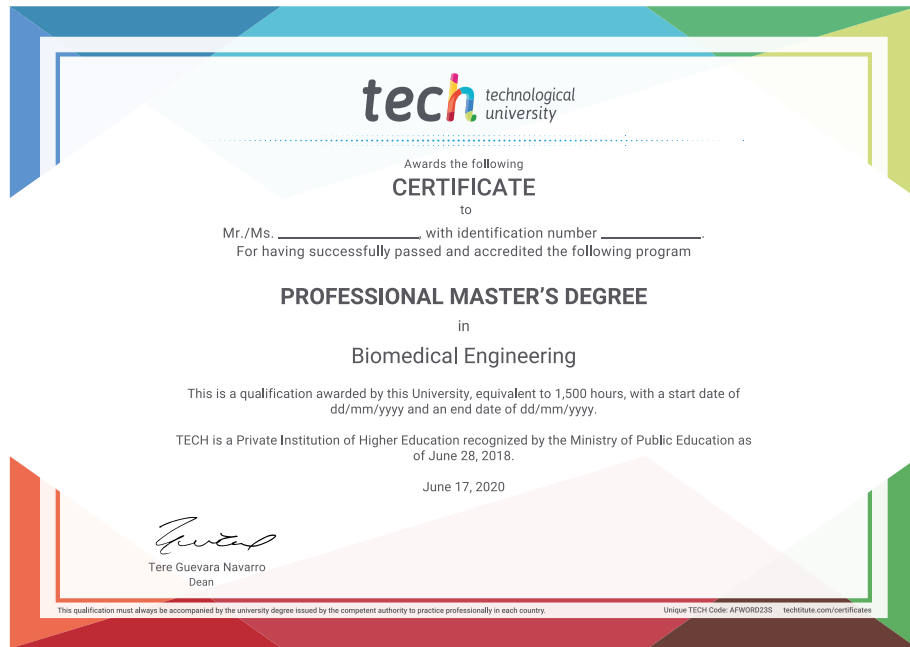 tech technological
university
Awards the following
CERTIFICATE
to
Mr./Ms. ____________________, with identification number ______________.
For having successfully passed and accredited the following program
PROFESSIONAL MASTER'S DEGREE
in
Biomedical Engineering
This is a qualification awarded by this University, equivalent to 1,500 hours, with a start date of
dd/mm/yyyy and an end date of dd/mm/yyyy.
TECH is a Private Institution of Higher Education recognized by the Ministry of Public Education as
of June 28, 2018.
June 17, 2020
Tere Guevara Navarro
Dean
This qualification must always be accompanied by the university degree issued by the competent authority to practice professionally in each country. Unique TECH Code: AFWORD23S techtitute.com/certificates